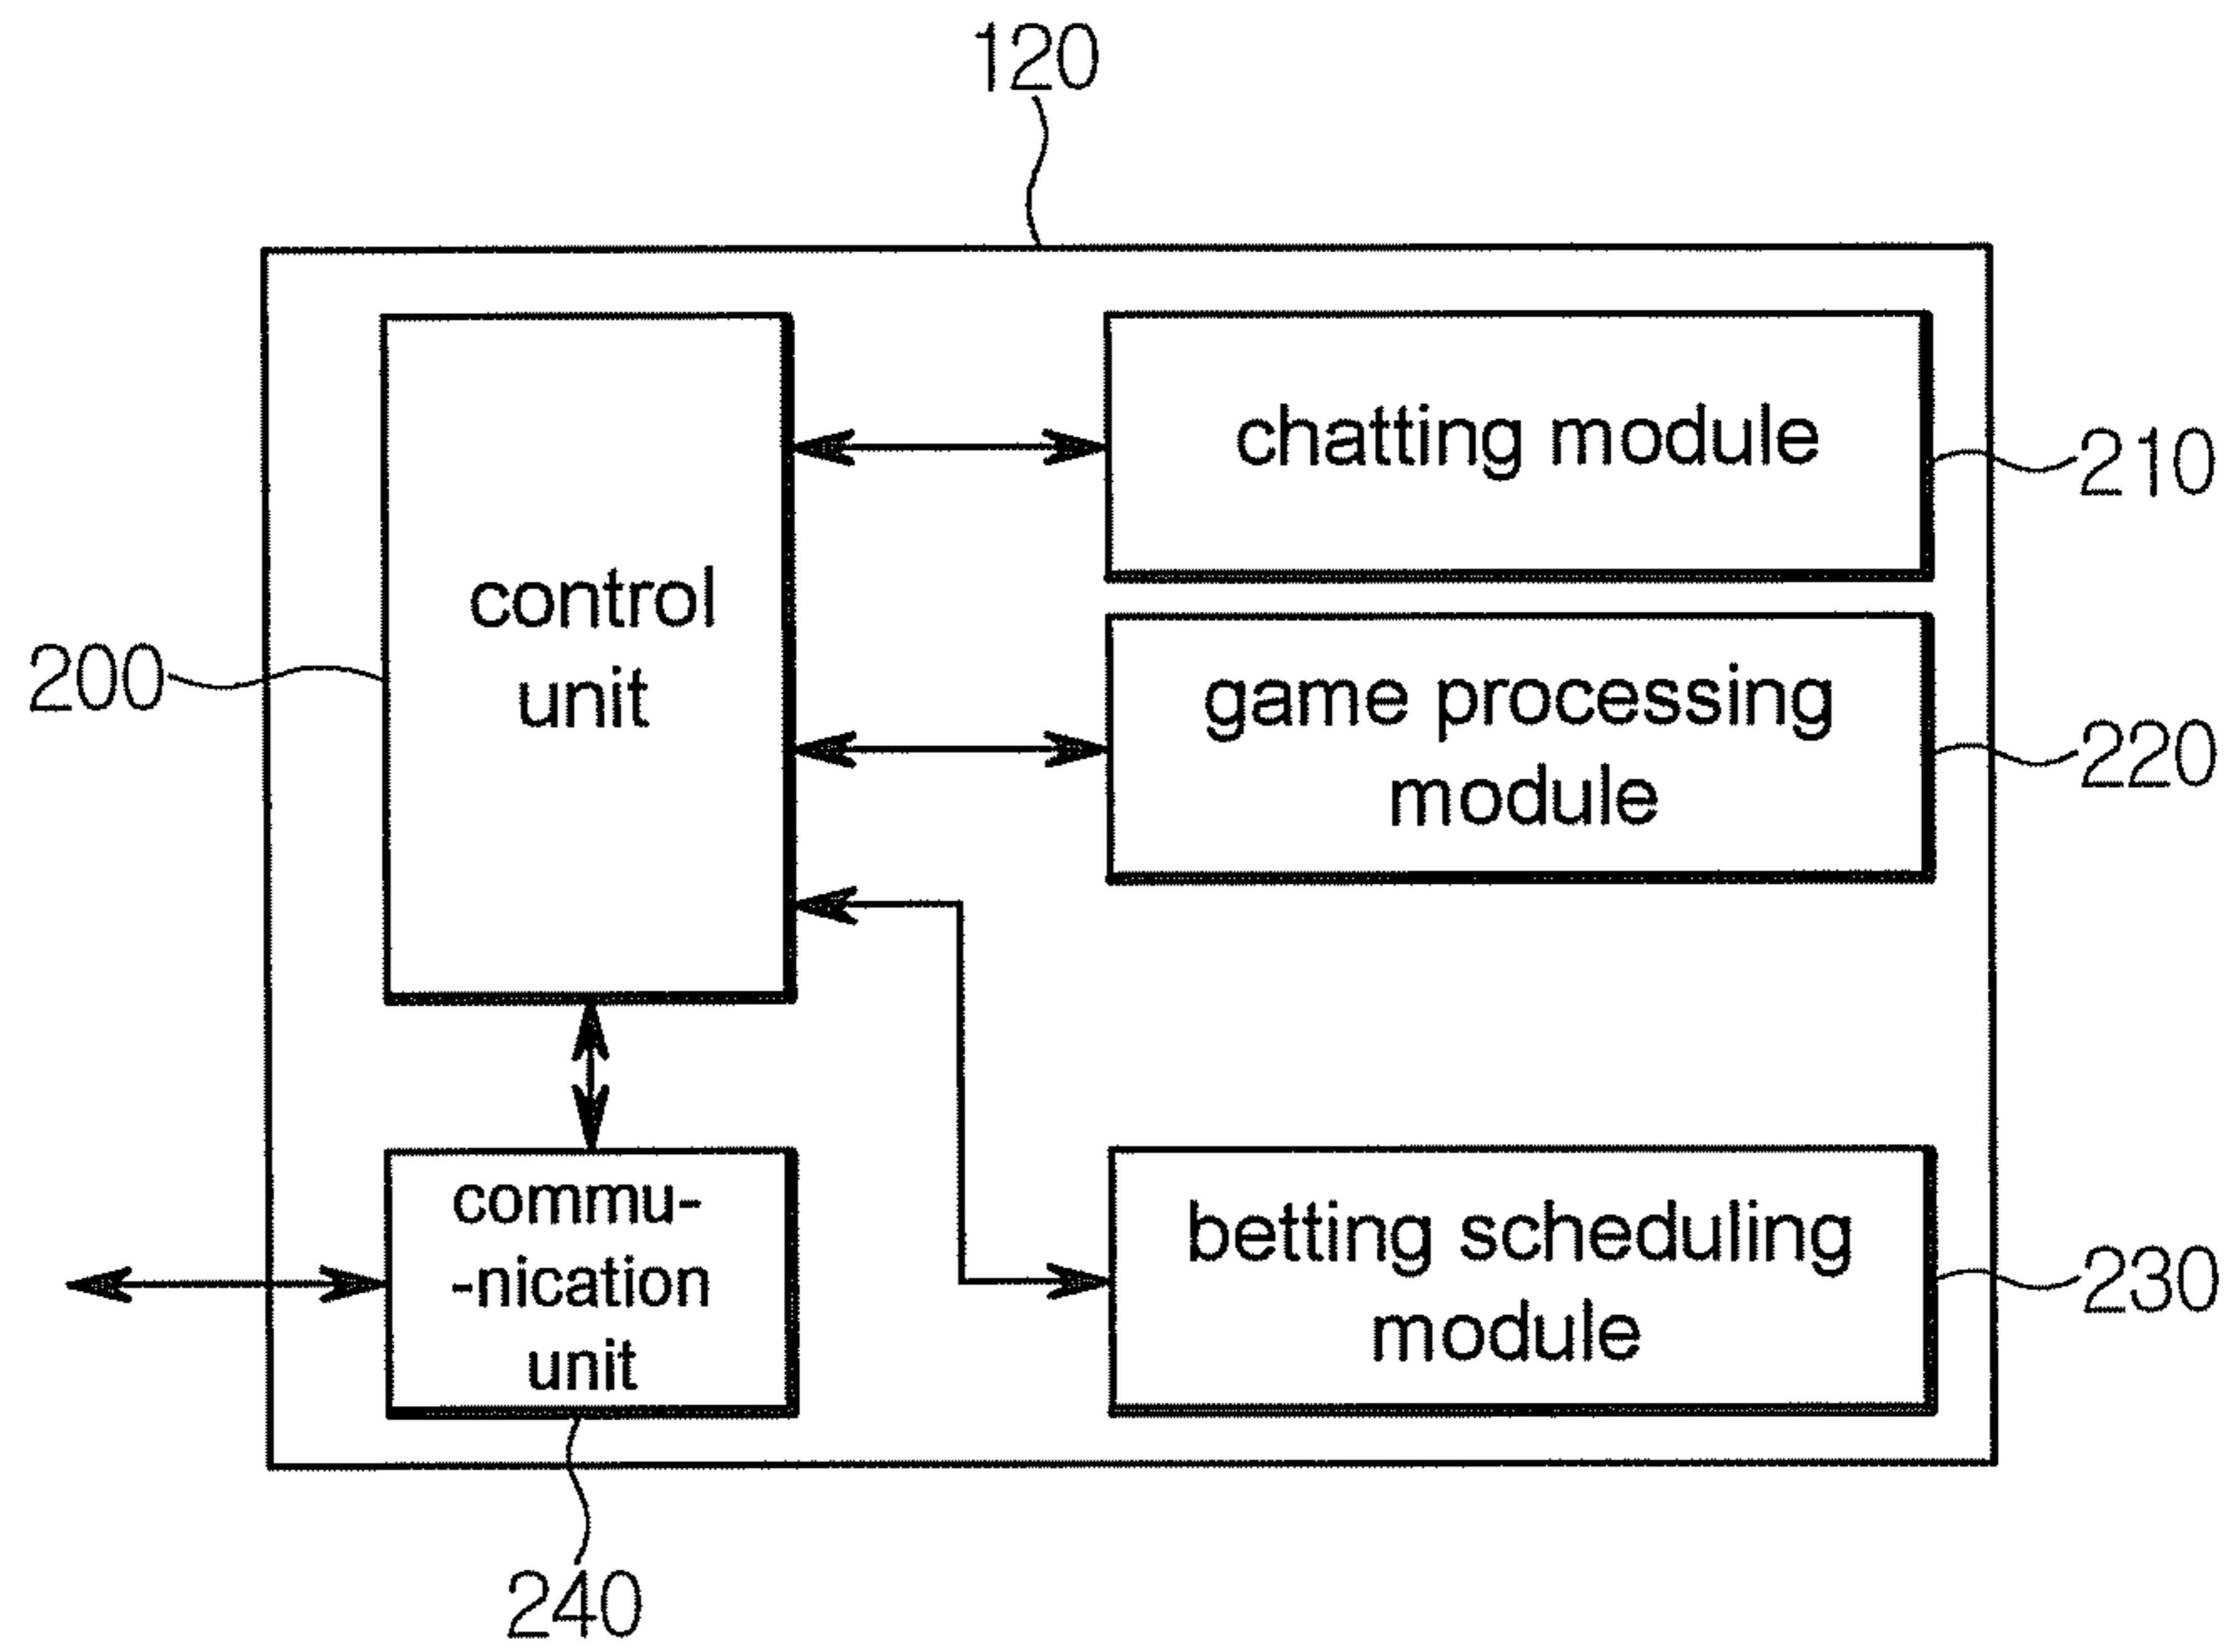 120
chatting module
210
control
unit
200
game processing
module
220
commu-
-nication
unit
betting scheduling
module
230
240